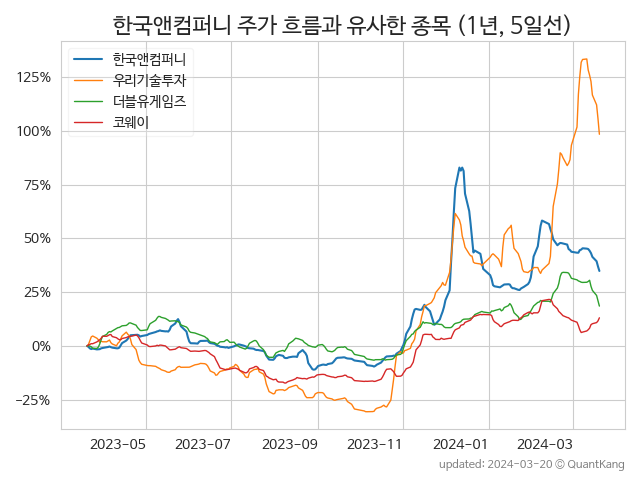 한국앤컴퍼니 주가 흐름과 유사한 종목 (1년, 5일선)
한국앤컴퍼니
우리기술투자
더블유게임즈
코웨이
125%
100%
75%
50%
25%
0%
−25%
2023-05 2023-07 2023-09 2023-11 2024-01 2024-03
updated: 2024-03-20 © QuantKang